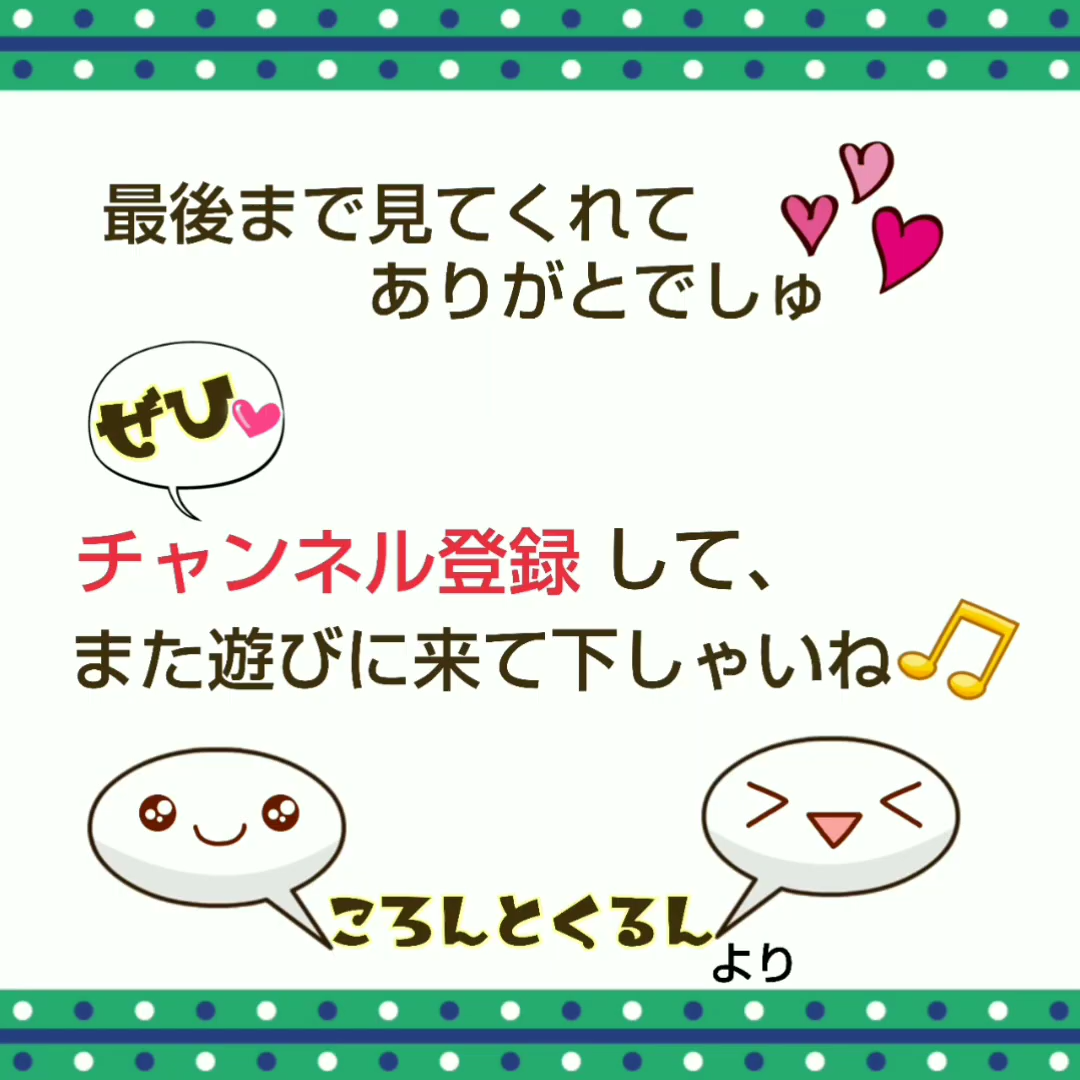 最後まで見てくれて
ありがとでしゅ
ぜひ
チャンネル登録 して、
また遊びに来て下しゃいね
ころんとくるん
より